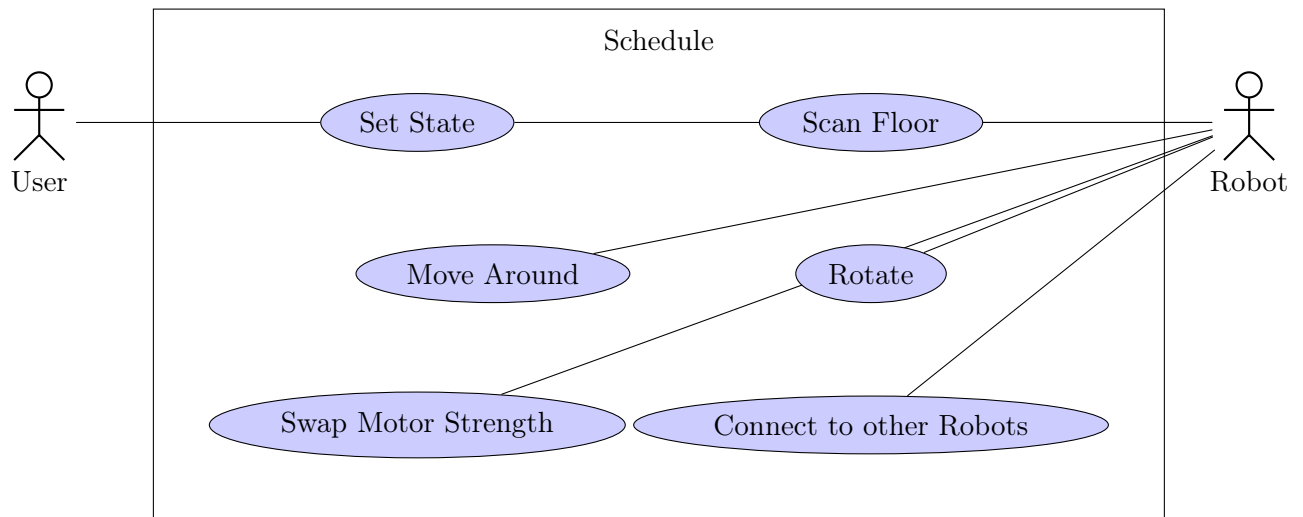 Schedule
User
Set State
Scan Floor
Robot
Move Around
Rotate
Swap Motor Strength
Connect to other Robots